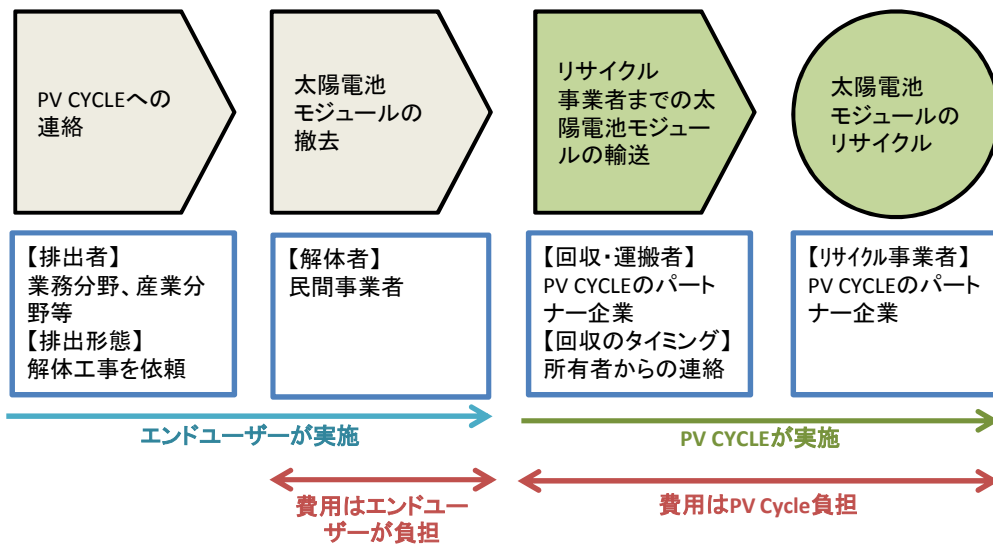 PV CYCLEへの
連絡
太陽電池
モジュールの
撤去
リサイクル
事業者までの太
陽電池モジュー
ルの輸送
太陽電池
モジュールの
リサイクル
【排出者】
業務分野、産業分
野等
【排出形態】
解体工事を依頼
【解体者】
民間事業者
【回収・運搬者】
PV CYCLEのパート
ナー企業
【回収のタイミング】
所有者からの連絡
【リサイクル事業者】
PV CYCLEのパート
ナー企業
エンドユーザーが実施
PV CYCLEが実施
費用はエンドユー
ザーが負担
費用はPV Cycle負担